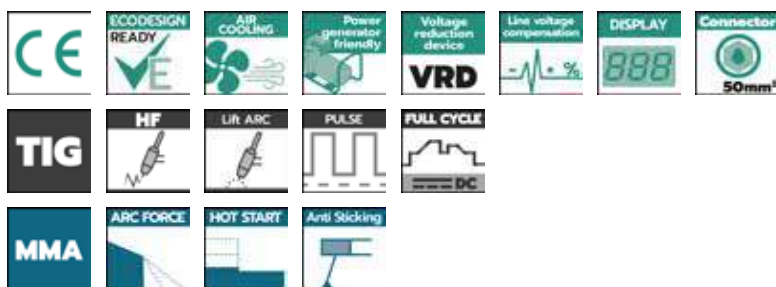 CE
ECODESIGN
READY
E
AIR
COOLING
Power
generator
friendly
Voltage
reduction
device
VRD
Line voltage
compensation
- %
DISPLAY
888
Connector
50mm²
TIG
HF
Lift ARC
PULSE
FULL CYCLE
DC
MMA
ARC FORCE
HOT START
Anti Sticking